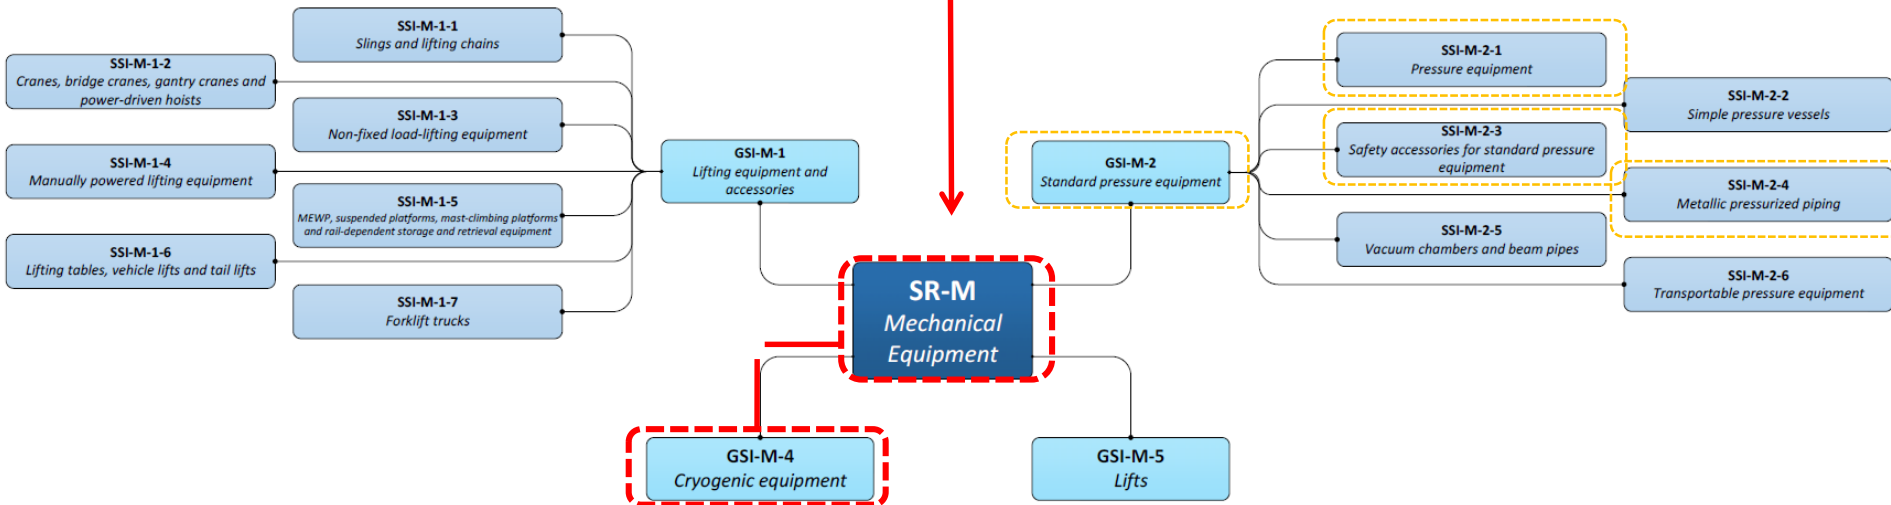 SSI-M-1-1
Slings and lifting chains
SSI-M-1-2
Cranes, bridge cranes, gantry cranes and
power-driven hoists
SSI-M-1-3
Non-fixed load-lifting equipment
SSI-M-1-4
Manually powered lifting equipment
SSI-M-1-5
MEWP, suspended platforms, mast-climbing platforms
and rail-dependent storage and retrieval equipment
SSI-M-1-6
Lifting tables, vehicle lifts and tail lifts
SSI-M-1-7
Forklift trucks
GSI-M-1
Lifting equipment and
accessories
SR-M
Mechanical
Equipment
GSI-M-4
Cryogenic equipment
GSI-M-5
Lifts
GSI-M-2
Standard pressure equipment
SSI-M-2-1
Pressure equipment
SSI-M-2-2
Simple pressure vessels
SSI-M-2-3
Safety accessories for standard pressure
equipment
SSI-M-2-4
Metallic pressurized piping
SSI-M-2-5
Vacuum chambers and beam pipes
SSI-M-2-6
Transportable pressure equipment